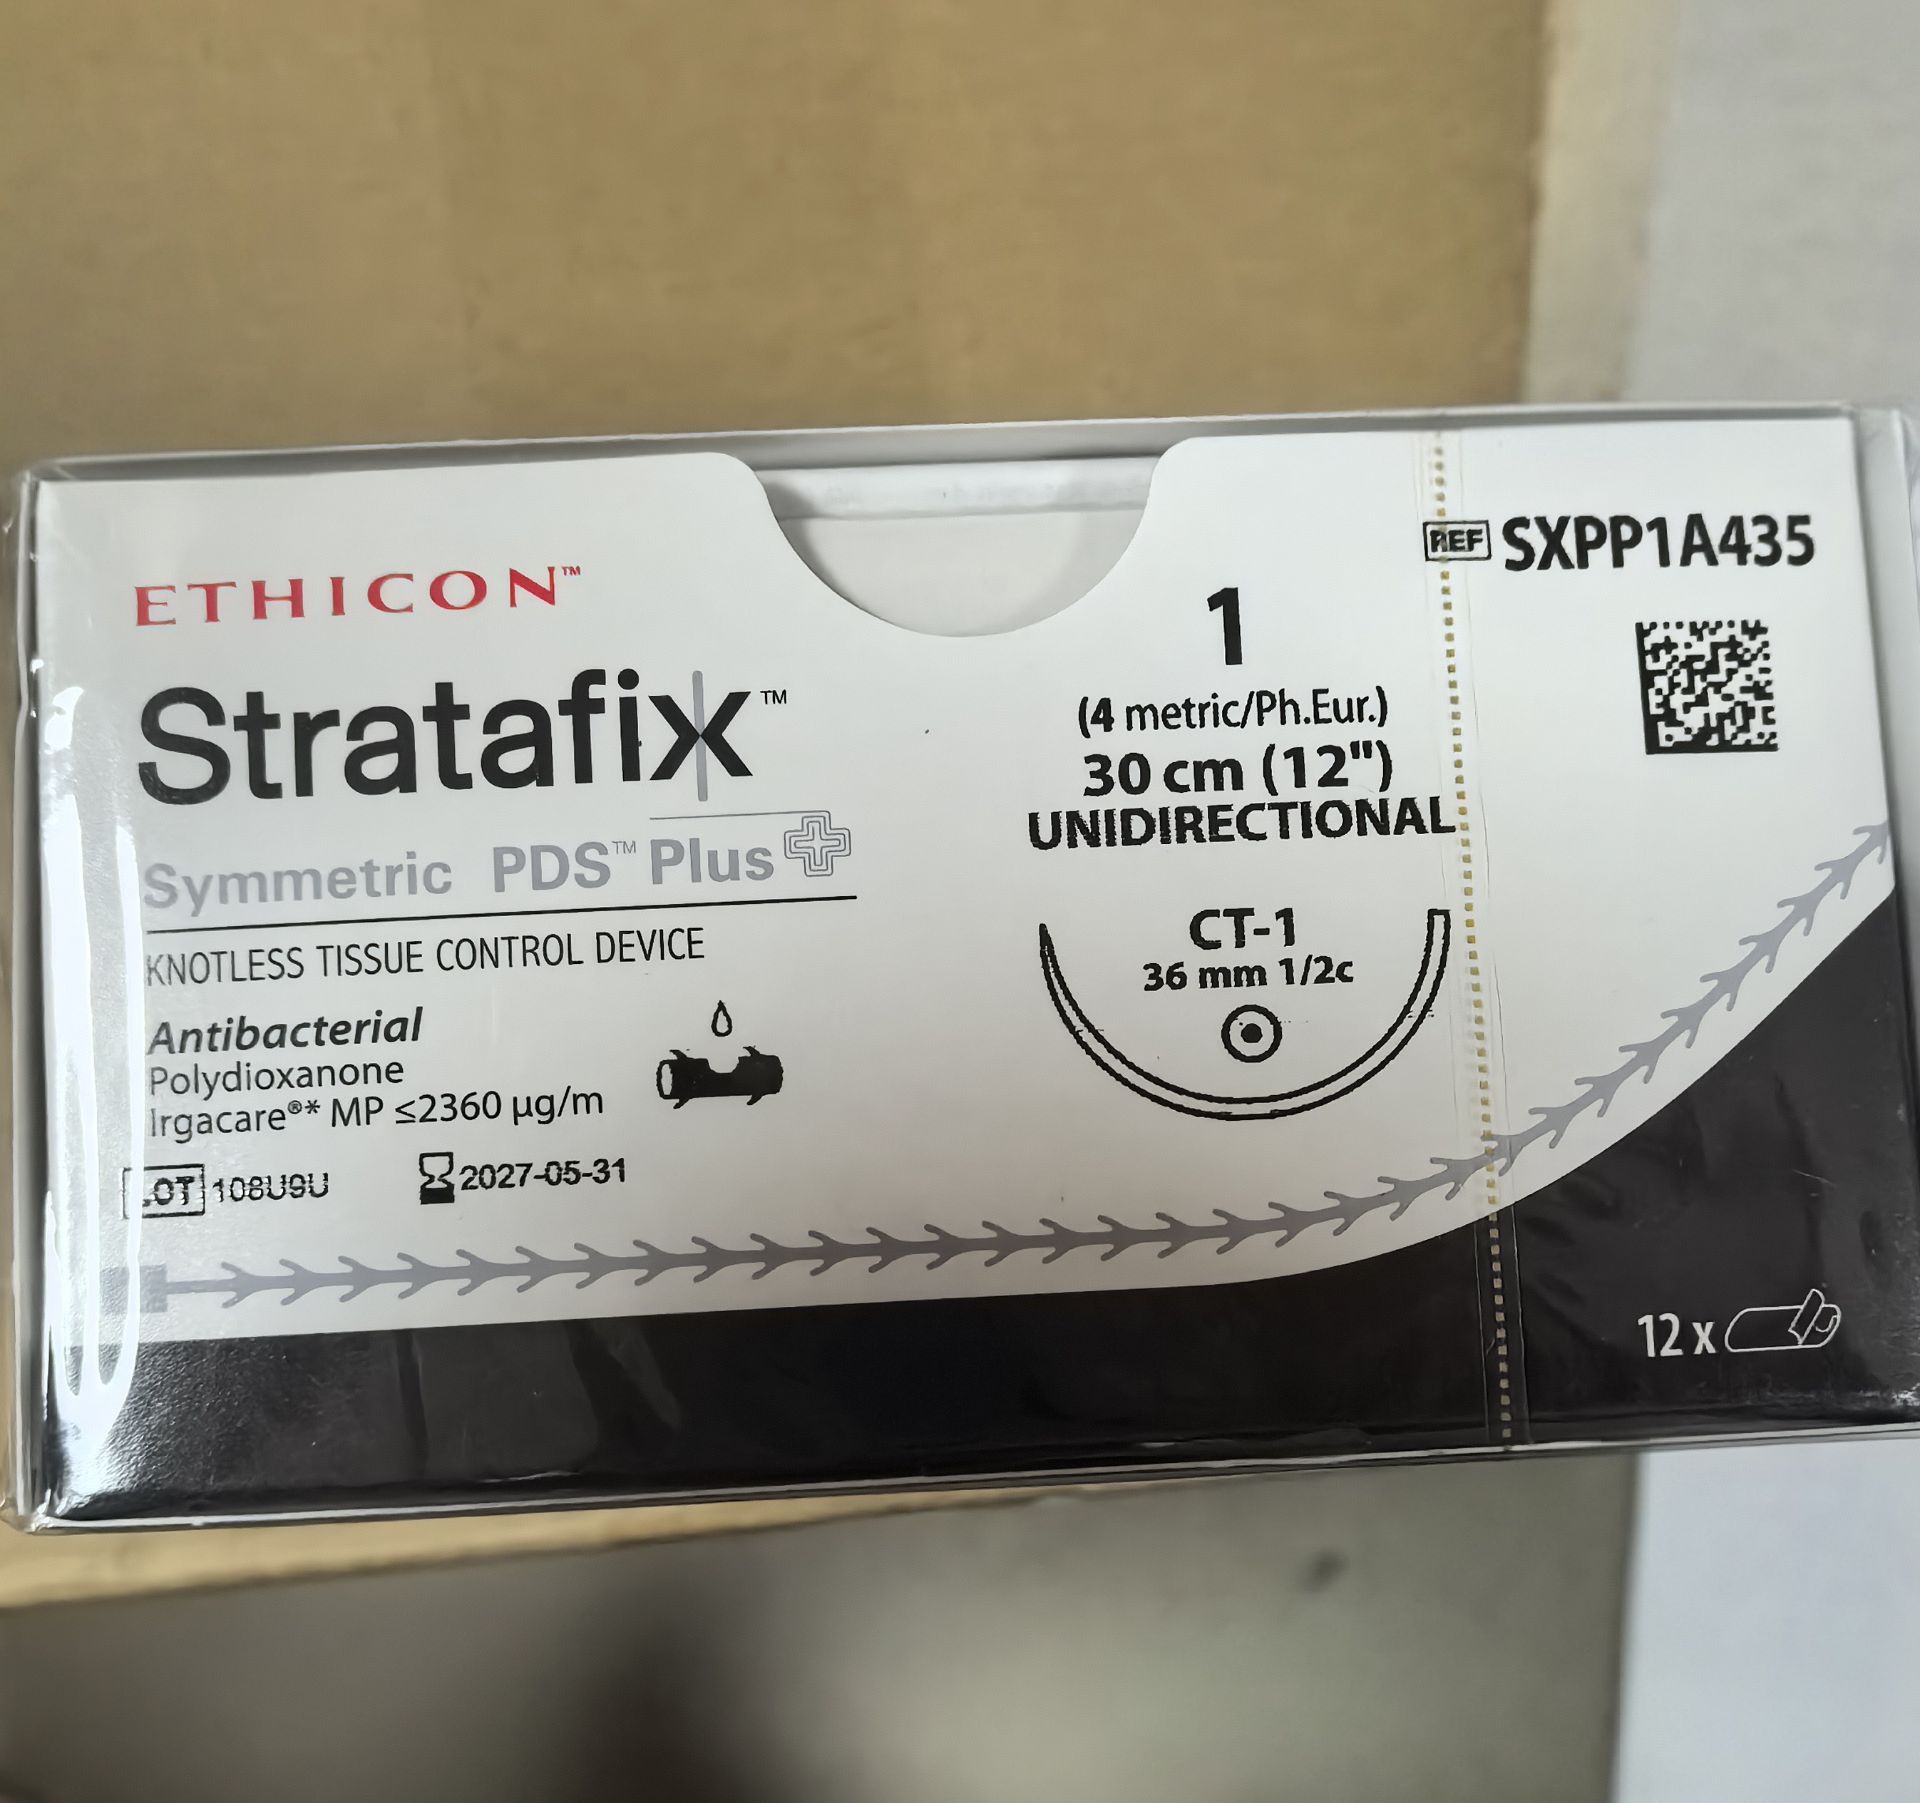 ETHICON™
Stratafix™
Symmetric PDS™ Plus
KNOTLESS TISSUE CONTROL DEVICE
Antibacterial
Polydioxanone
Irgacare®* MP ≤2360 µg/m
LOT 108U9U 2027-05-31
1
(4 metric/Ph.Eur.)
30 cm (12")
UNIDIRECTIONAL
CT-1
36 mm 1/2c
REF SXPP1A435
12 x